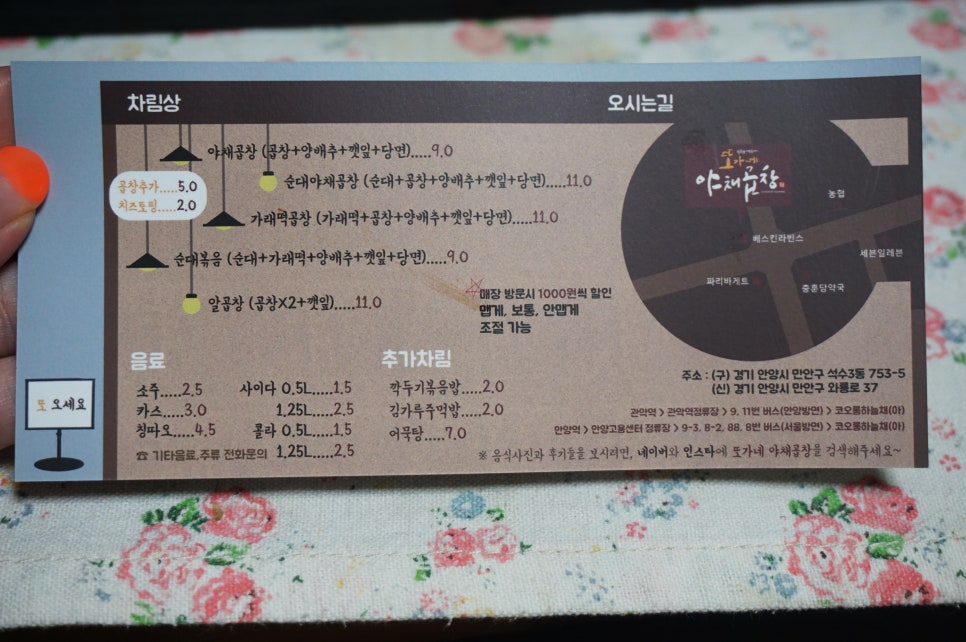 차림상
야채곱창 (곱창+양배추+깻잎+당면).....9.0
순대야채곱창 (순대+곱창+양배추+깻잎+당면).....11.0
곱창추가.....5.0
치즈토핑.....2.0
가래떡곱창 (가래떡+곱창+양배추+깻잎+당면).....11.0
순대볶음 (순대+가래떡+양배추+깻잎+당면).....9.0
알곱창 (곱창X2+깻잎).....11.0
매장 방문시 1000원씩 할인
맵게, 보통, 안맵게
조절 가능
음료
소주.....2.5
카스.....3.0
칭따오.....4.5
☎ 기타음료.주류 전화문의
사이다 0.5L.....1.5
1.25L.....2.5
콜라 0.5L.....1.5
1.25L.....2.5
추가차림
깍두기볶음밥.....2.0
김가루주먹밥.....2.0
어묵탕.....7.0
또 오세요
오시는길
또가네
야채곱창
농협
베스킨라빈스
세븐일레븐
파리바게트
충훈당약국
주소 : (구) 경기 안양시 만안구 석수3동 753-5
(신) 경기 안양시 만안구 와룡로 37
관악역 > 관악역정류장 > 9, 11번 버스(안양방면) > 코오롱하늘채(아)
안양역 > 안양고용센터 정류장 > 9-3, 8-2, 88, 8번 버스(서울방면) > 코오롱하늘채(아)
※ 음식사진과 후기들을 보시려면, 네이버와 인스타에 또가네 야채곱창을 검색해주세요~